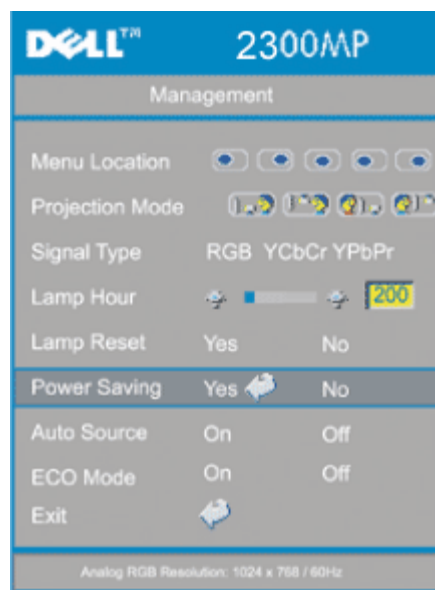 DELL™ 2300MP
Management
Menu Location
Projection Mode
Signal Type RGB YCbCr YPbPr
Lamp Hour 200
Lamp Reset Yes No
Power Saving Yes No
Auto Source On Off
ECO Mode On Off
Exit
Analog RGB Resolution: 1024 x 768 / 60Hz